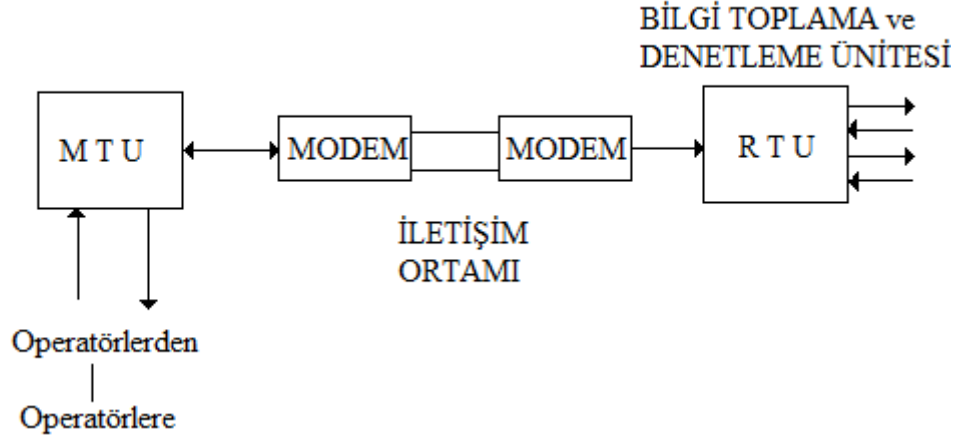 BİLGİ TOPLAMA ve
DENETLEME ÜNİTESİ
M T U
MODEM
MODEM
R T U
İLETİŞİM
ORTAMI
Operatörlerden
Operatörlere